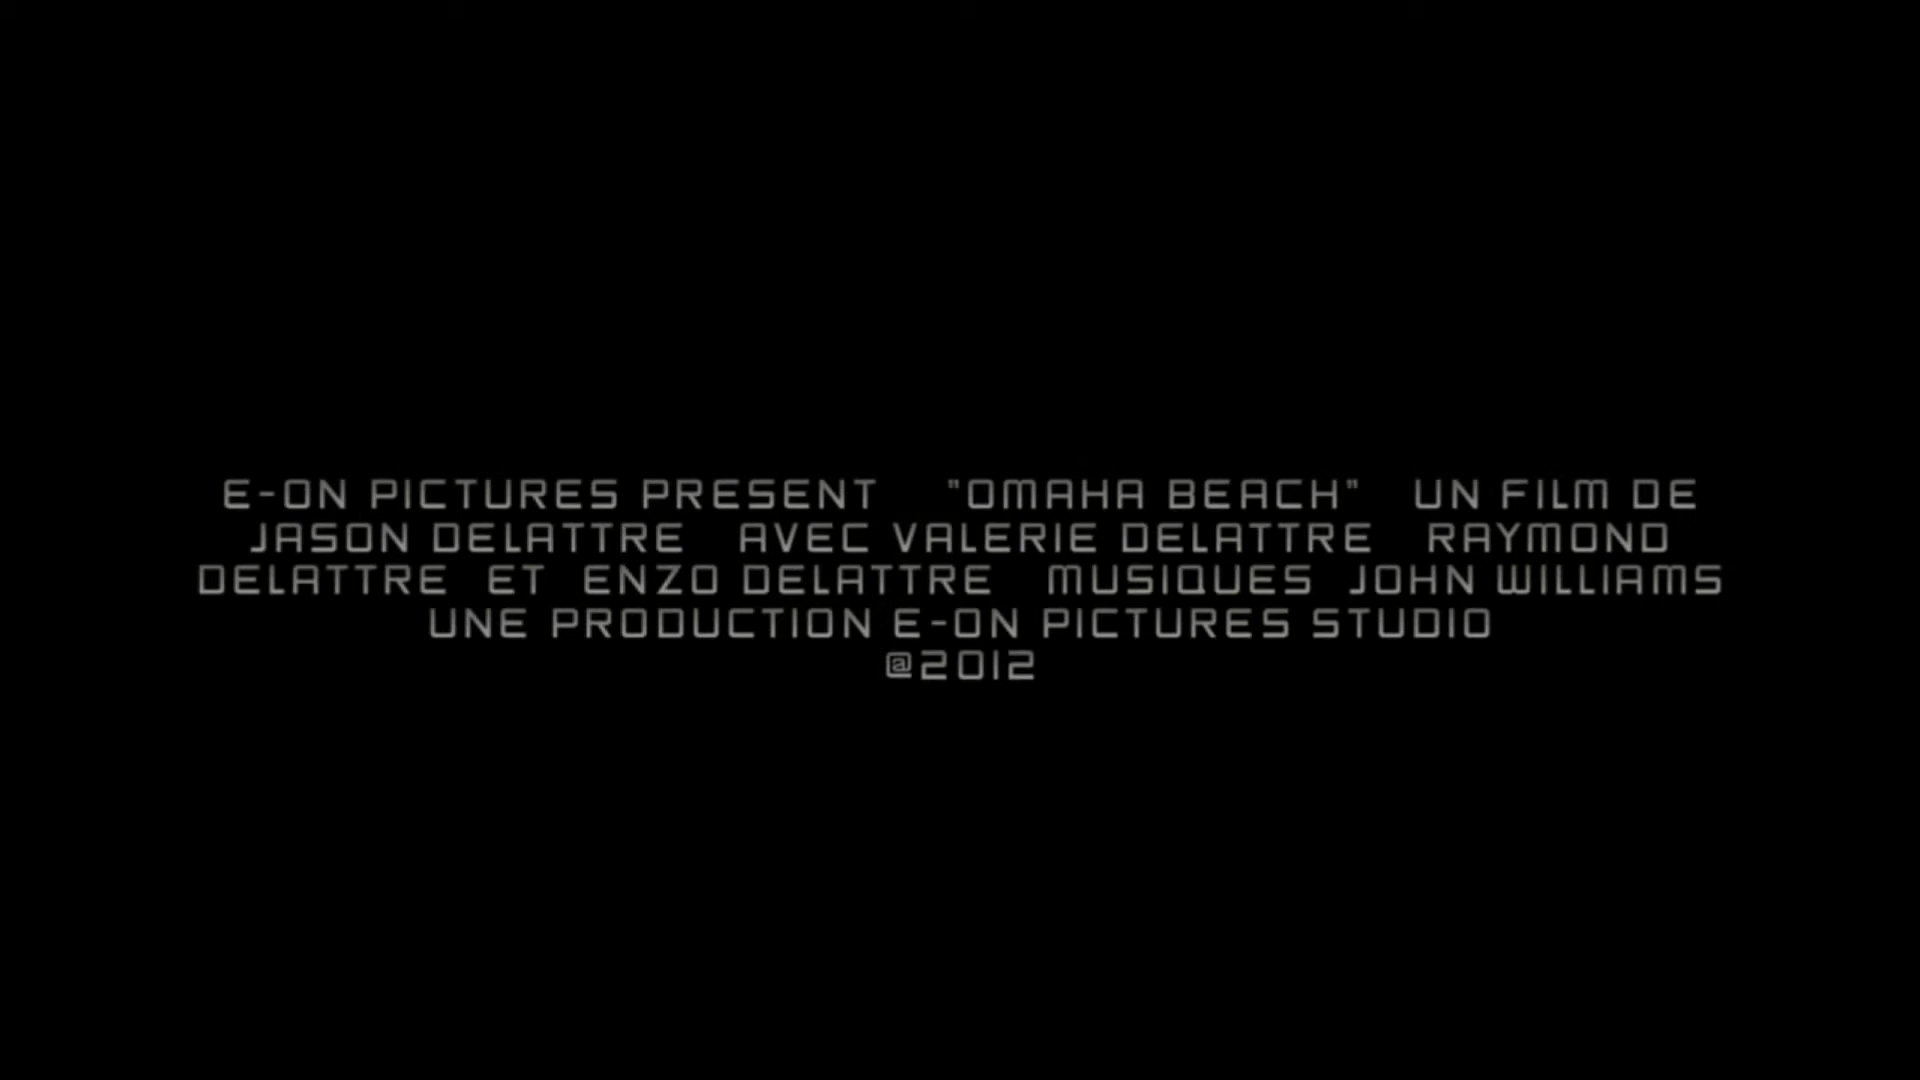 E-ON PICTURES PRESENT "OMAHA BEACH" UN FILM DE
JASON DELATTRE AVEC VALERIE DELATTRE RAYMOND
DELATTRE ET ENZO DELATTRE MUSIQUES JOHN WILLIAMS
UNE PRODUCTION E-ON PICTURES STUDIO
@2012